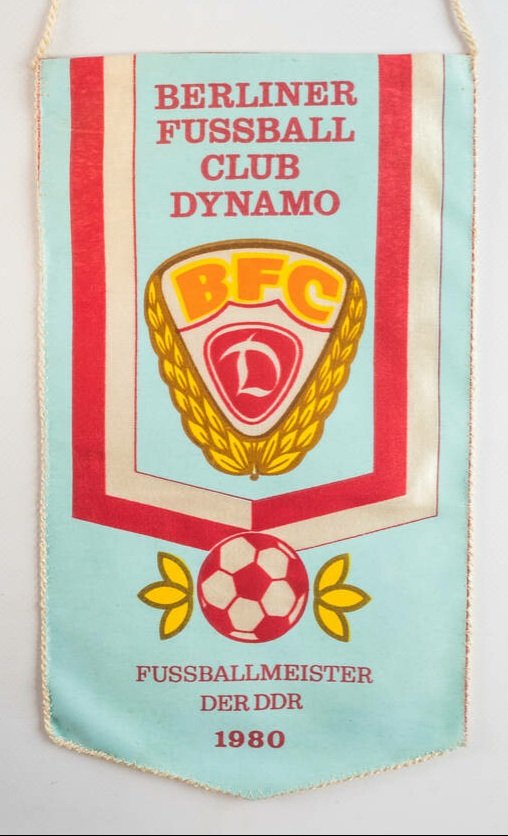 BERLINER
FUSSBALL
CLUB
DYNAMO
BFC
D
FUSSBALLMEISTER
DER DDR
1980